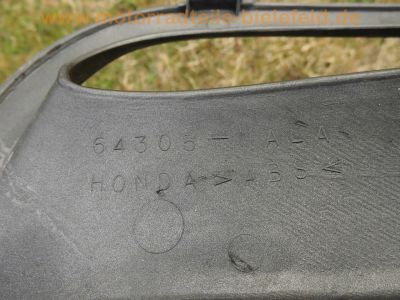 www.motorradteile-bielefeld.de
64305-
HONDA >ABS<